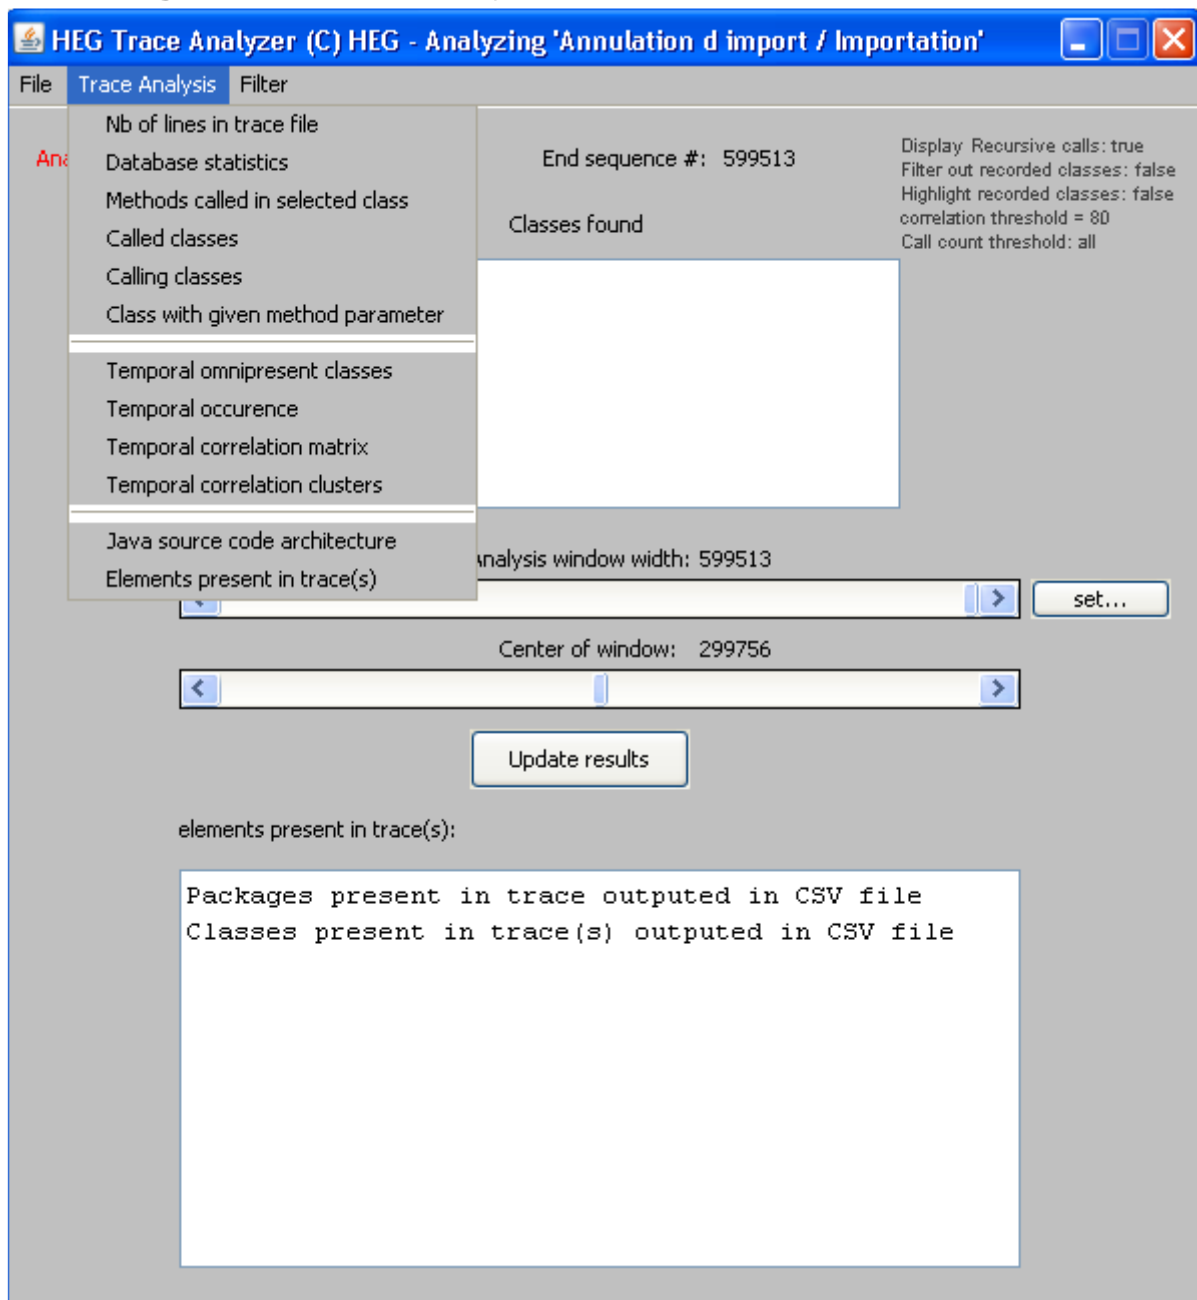 HEG Trace Analyzer (C) HEG - Analyzing 'Annulation d import / Importation'
File Trace Analysis Filter
Nb of lines in trace file
Database statistics
Methods called in selected class
Called classes
Calling classes
Class with given method parameter
Temporal omnipresent classes
Temporal occurence
Temporal correlation matrix
Temporal correlation clusters
Java source code architecture
Elements present in trace(s)
End sequence #: 599513
Display Recursive calls: true
Filter out recorded classes: false
Highlight recorded classes: false
correlation threshold = 80
Call count threshold: all
Classes found
Analysis window width: 599513
set...
Center of window: 299756
Update results
elements present in trace(s):
Packages present in trace outputed in CSV file
Classes present in trace(s) outputed in CSV file